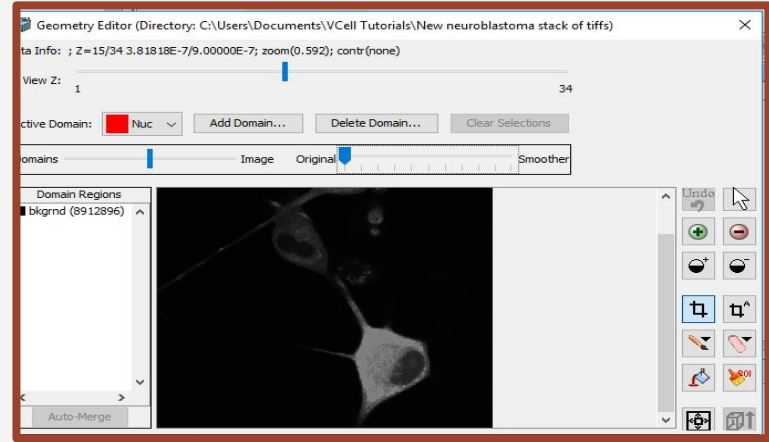 Geometry Editor (Directory: C:\Users\Documents\VCell Tutorials\New neuroblastoma stack of tiffs)
ta Info: ; Z=15/34 3.81818E-7/9.00000E-7; zoom(0.592); contr(none)
View Z:
1 34
ctive Domain: Nuc Add Domain... Delete Domain... Clear Selections
omains Image Original Smoother
Domain Regions Undo
bkgrnd (8912896)
ROI
Auto-Merge